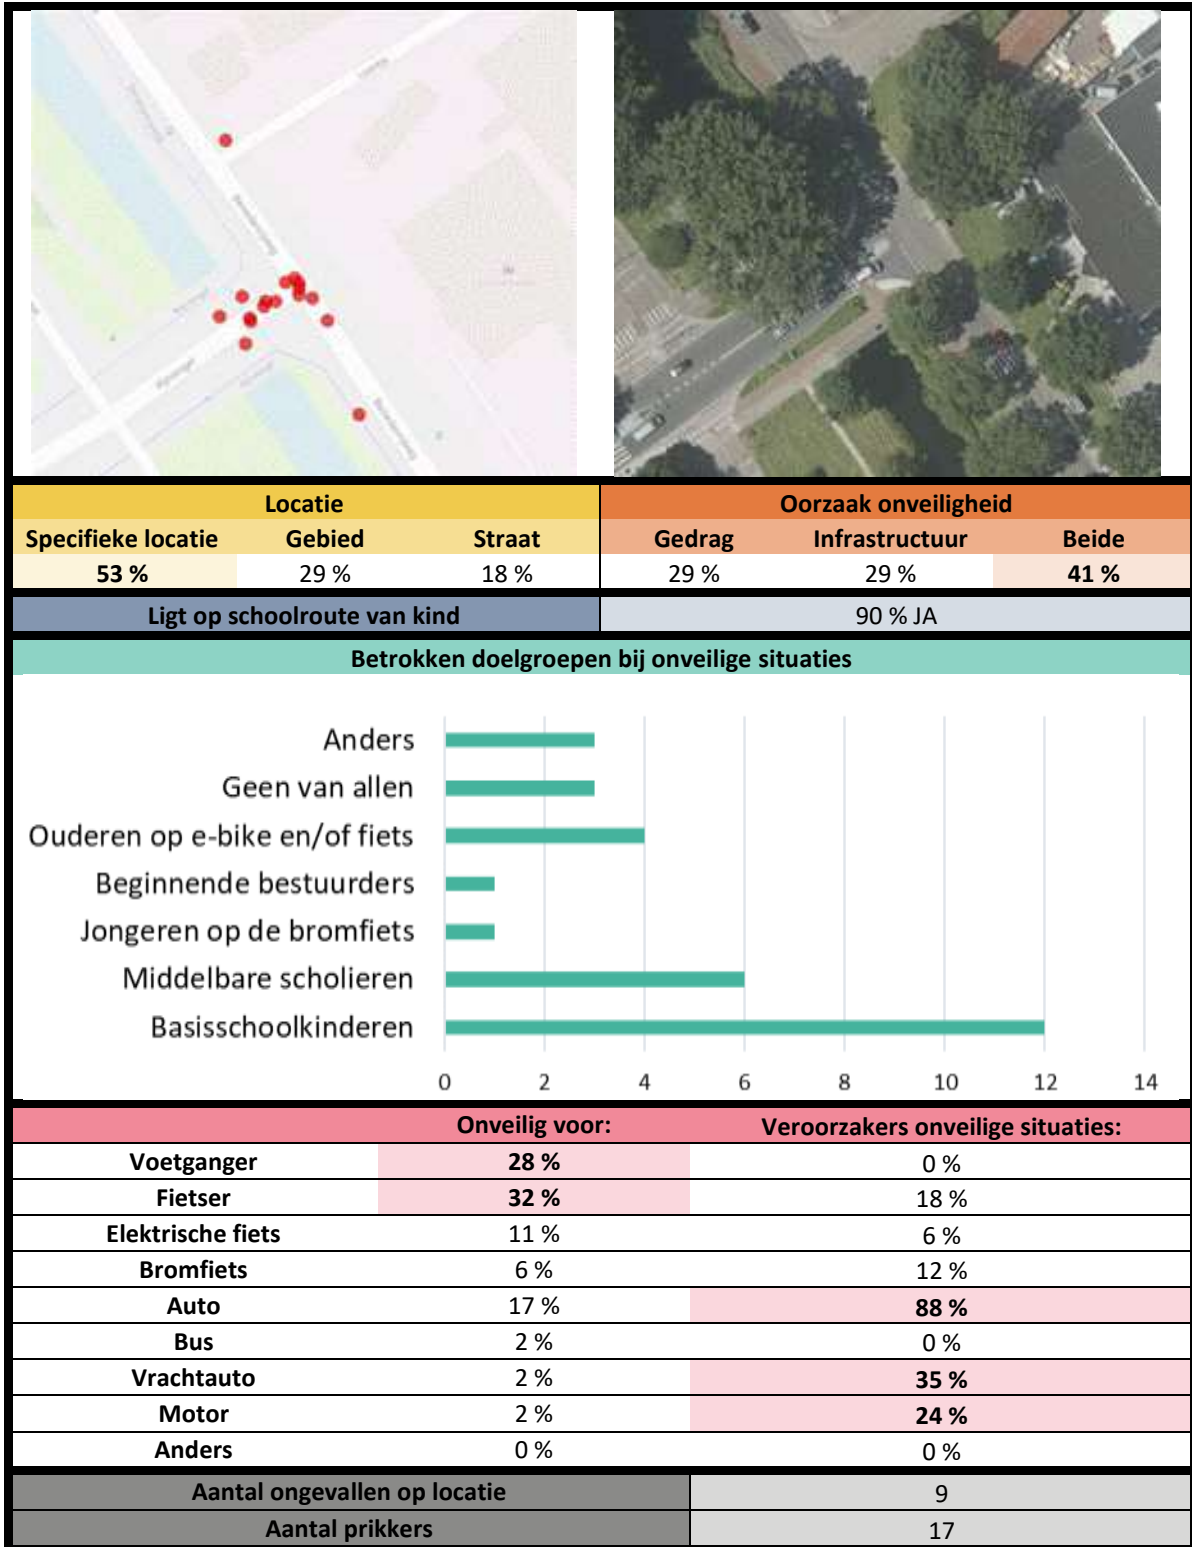 Locatie
Oorzaak onveiligheid
Specifieke locatie Gebied Straat Gedrag Infrastructuur Beide
53 % 29 % 18 % 29 % 29 % 41 %
Ligt op schoolroute van kind 90 % JA
Betrokken doelgroepen bij onveilige situaties
Anders
Geen van allen
Ouderen op e-bike en/of fiets
Beginnende bestuurders
Jongeren op de bromfiets
Middelbare scholieren
Basisschoolkinderen
0 2 4 6 8 10 12 14
Onveilig voor: Veroorzakers onveilige situaties:
Voetganger 28 % 0 %
Fietser 32 % 18 %
Elektrische fiets 11 % 6 %
Bromfiets 6 % 12 %
Auto 17 % 88 %
Bus 2 % 0 %
Vrachtauto 2 % 35 %
Motor 2 % 24 %
Anders 0 % 0 %
Aantal ongevallen op locatie 9
Aantal prikkers 17